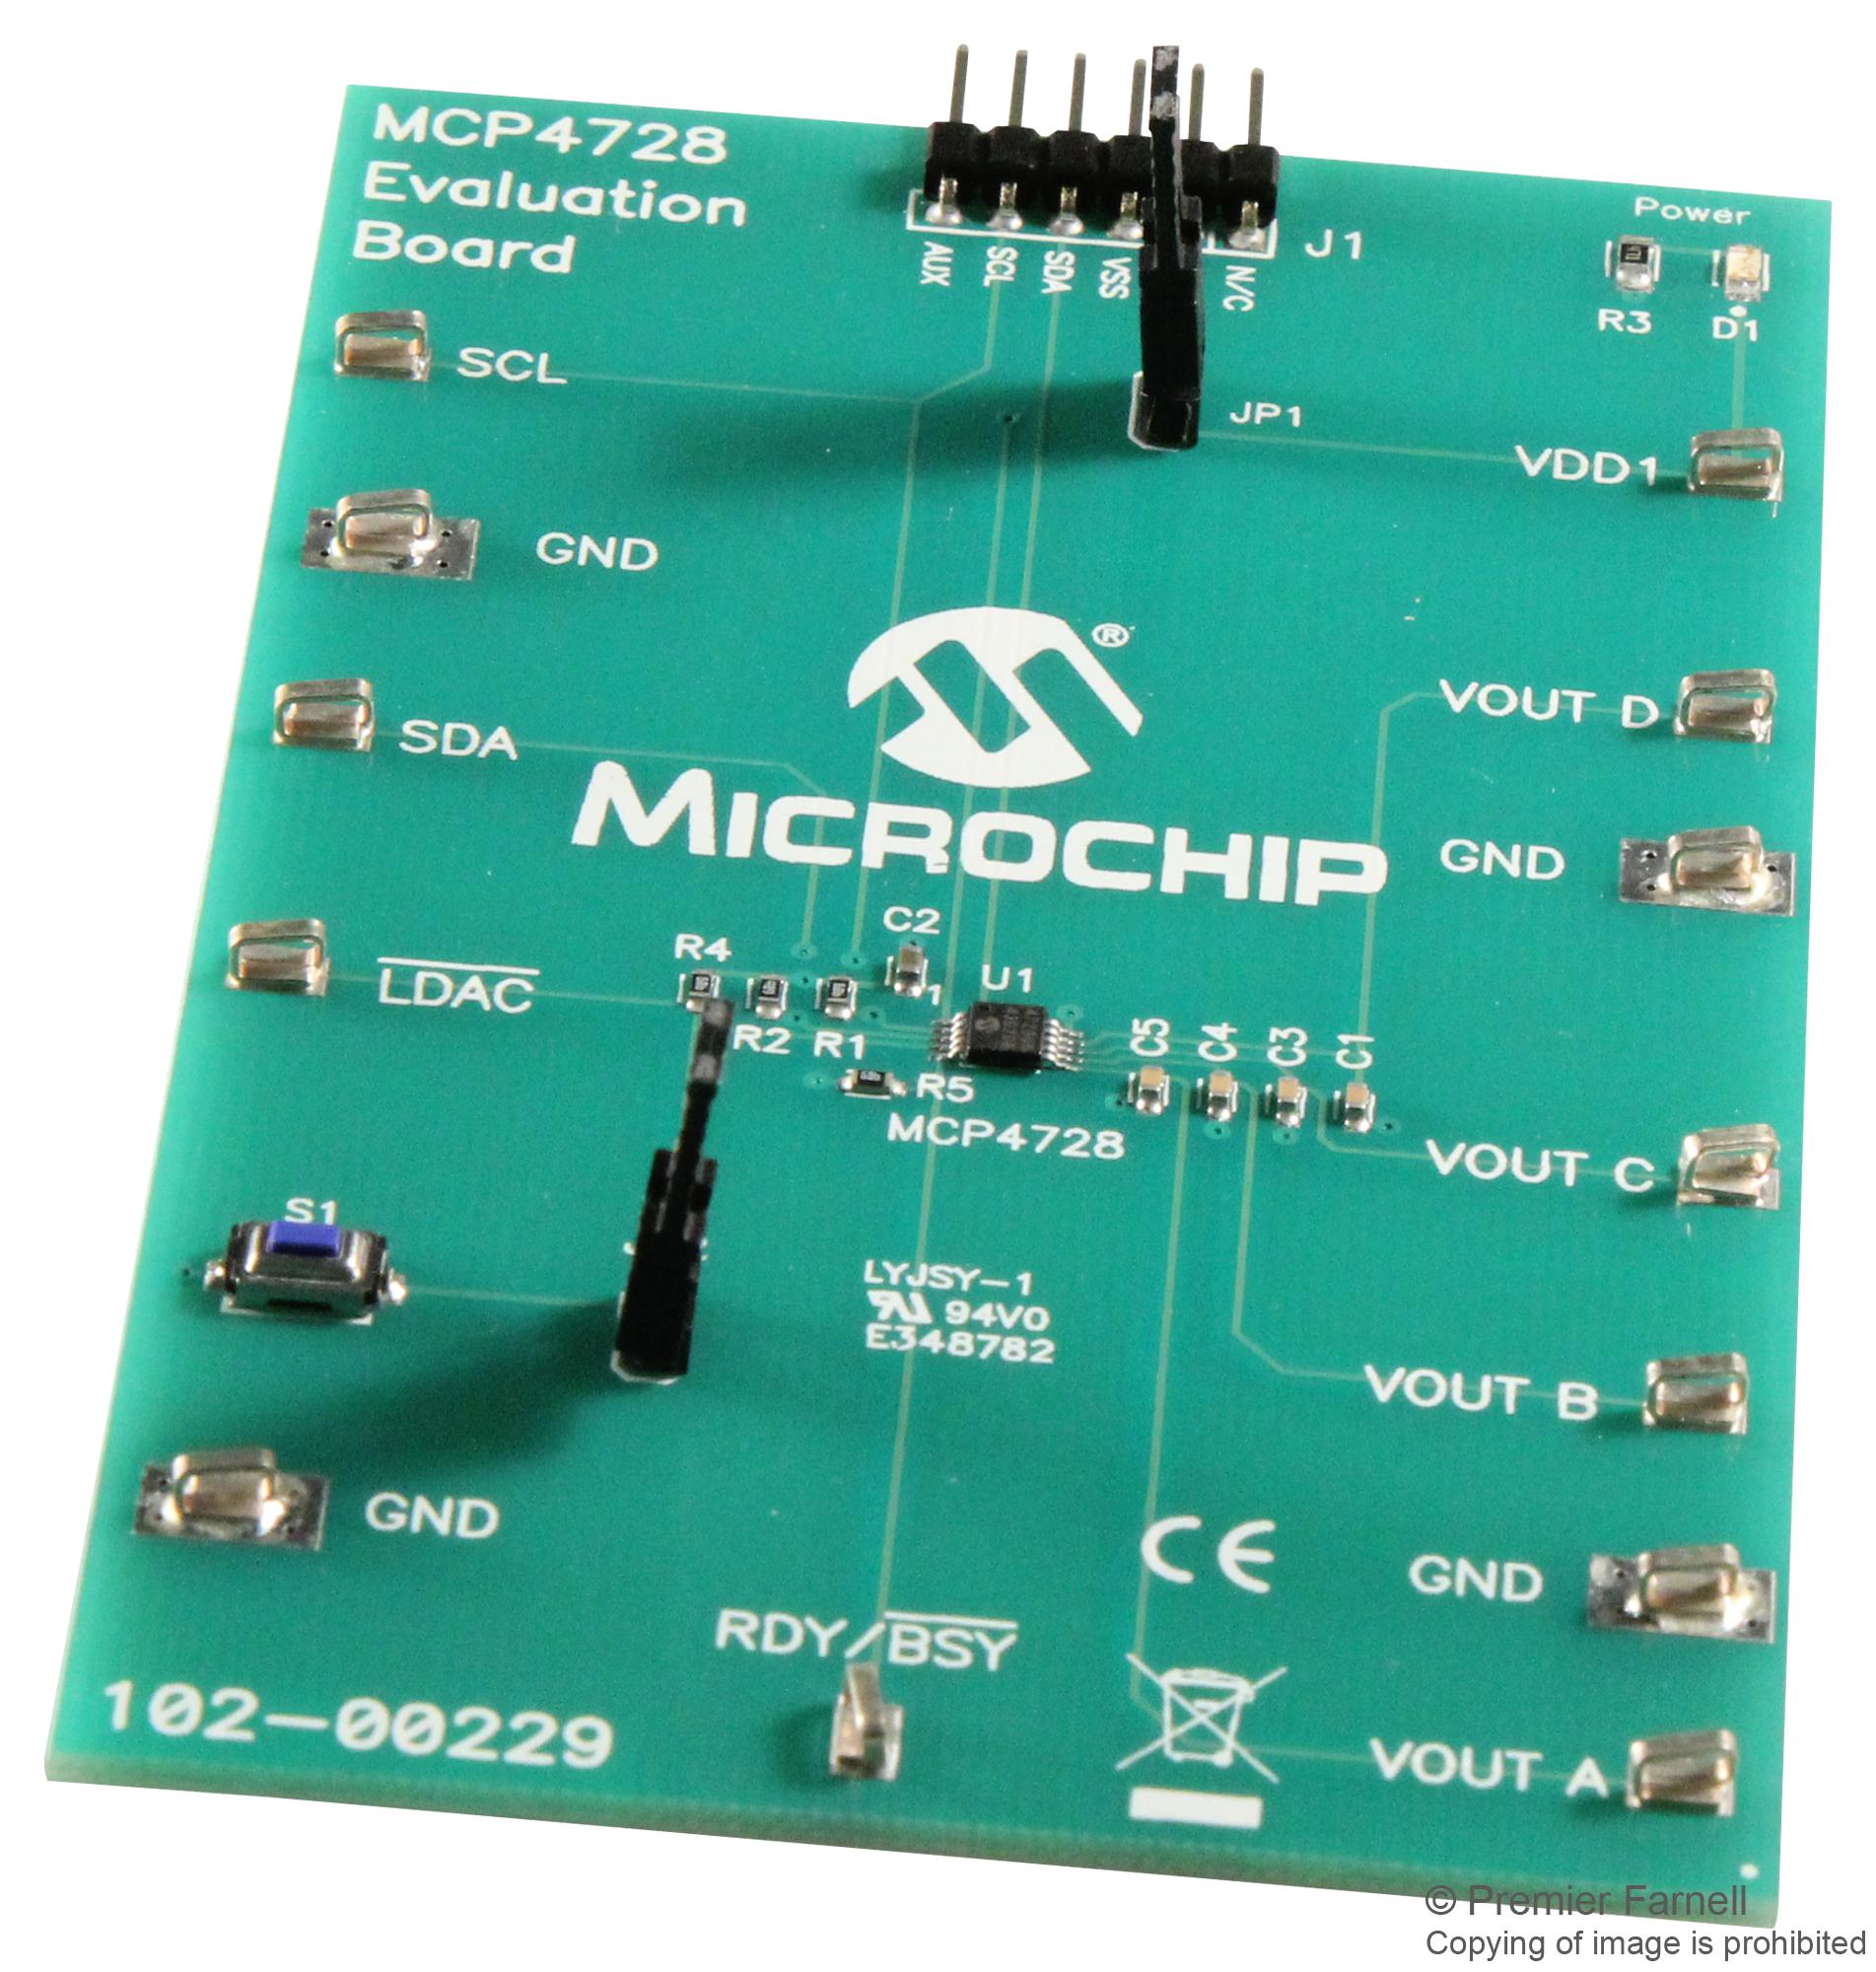 MCP4728
Evaluation
Board
AUX
SCL
SDA
VSS
N/C
J1
Power
R3
D1
SCL
JP1
VDD1
GND
®
VOUT D
SDA
MICROCHIP
GND
C2
R4
U1
LDAC
1
R2
R1
C5
C4
C3
C1
R5
MCP4728
VOUT C
S1
LYJSY-1
94V0
E348782
VOUT B
GND
CE
GND
RDY/BSY
102-00229
VOUT A
© Premier Farnell
Copying of image is prohibited